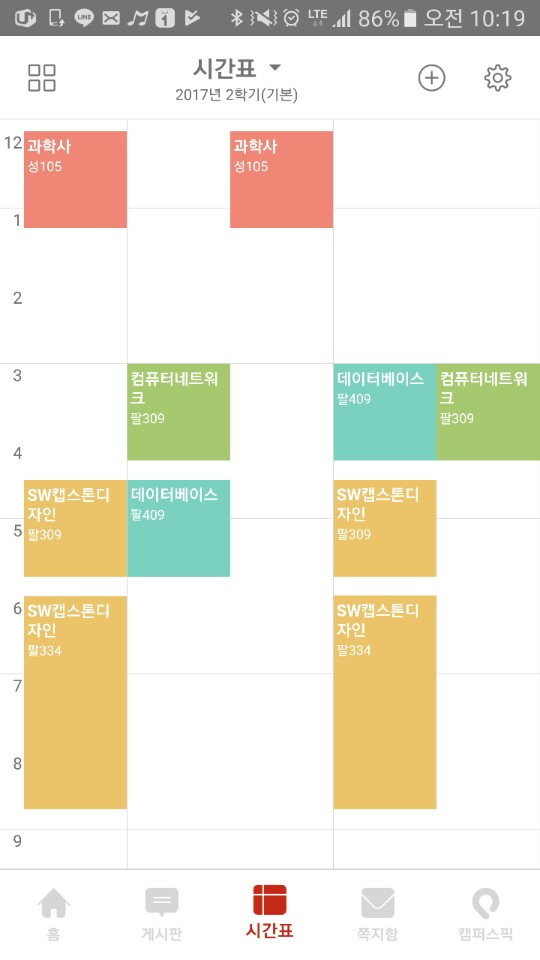 LINE
1
LTE
86%
오전 10:19
시간표
2017년 2학기(기본)
12
과학사
성105
과학사
성105
1
2
3
컴퓨터네트워
크
팔309
데이터베이스
팔409
컴퓨터네트워
크
팔309
4
SW캡스톤디
자인
팔309
데이터베이스
팔409
SW캡스톤디
자인
팔309
5
6
SW캡스톤디
자인
팔334
SW캡스톤디
자인
팔334
7
8
9
홈
게시판
시간표
쪽지함
캠퍼스픽